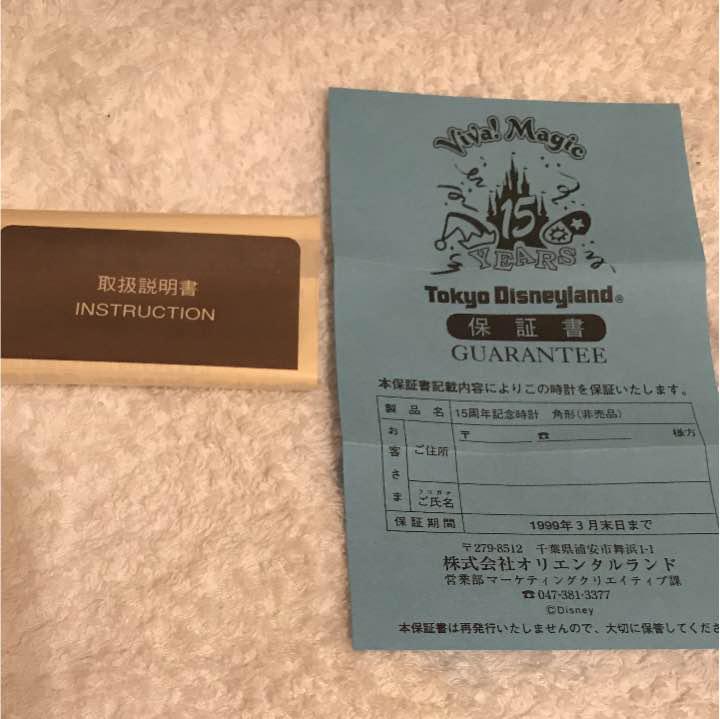 取扱説明書
INSTRUCTION
Viva! Magic
15
YEARS
Tokyo Disneyland®
保証書
GUARANTEE
本保証書記載内容によりこの時計を保証いたします。
製品名 15周年記念時計 角形(非売品)
お客さま ご住所 〒 ☎ 様方
フリガナ
ご氏名
保証期間 1999年3月末日まで
〒279-8512 千葉県浦安市舞浜1-1
株式会社オリエンタルランド
営業部マーケティングクリエイティブ課
☎047-381-3377
©Disney
本保証書は再発行いたしませんので、大切に保管してくださ